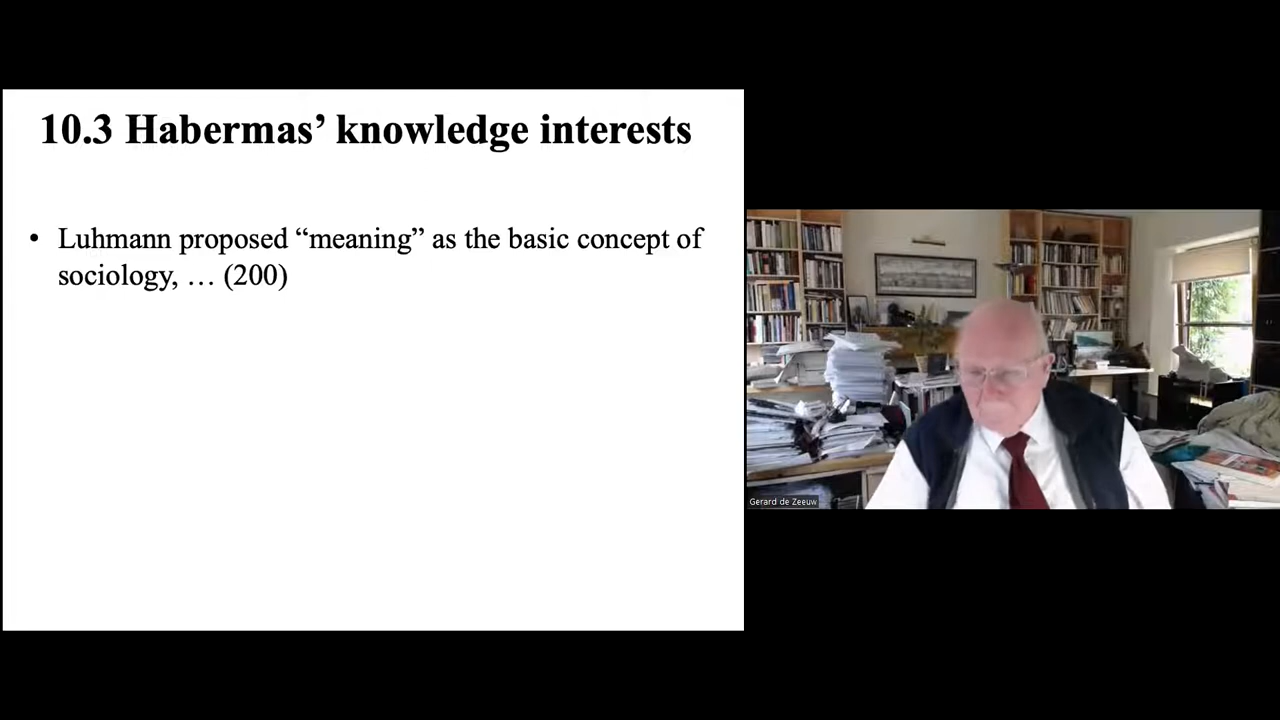 10.3 Habermas’ knowledge interests
• Luhmann proposed “meaning” as the basic concept of
sociology, … (200)
Gerard de Zeeuw